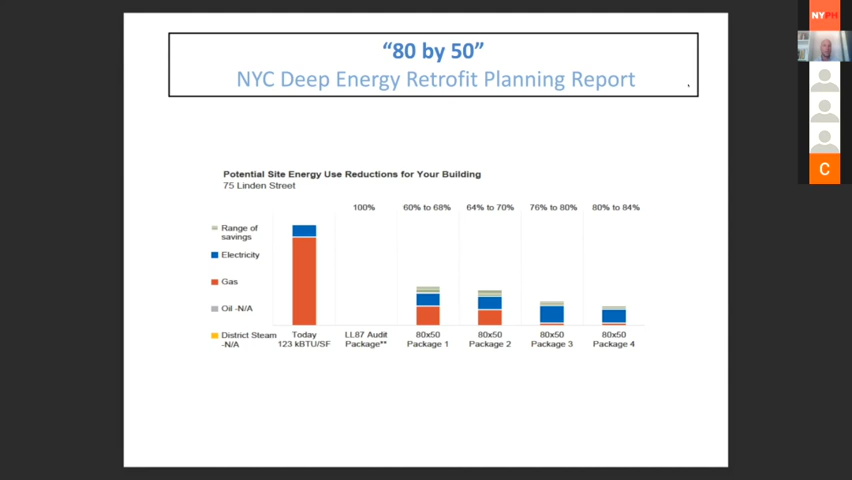 "80 by 50"
NYC Deep Energy Retrofit Planning Report
Potential Site Energy Use Reductions for Your Building
75 Linden Street
100%
60% to 68%
64% to 70%
76% to 80%
80% to 84%
Range of
savings
Electricity
Gas
Oil -N/A
District Steam
-N/A
Today
123 kBTU/SF
LL87 Audit
Package**
80x50
Package 1
80x50
Package 2
80x50
Package 3
80x50
Package 4
NYPH
C